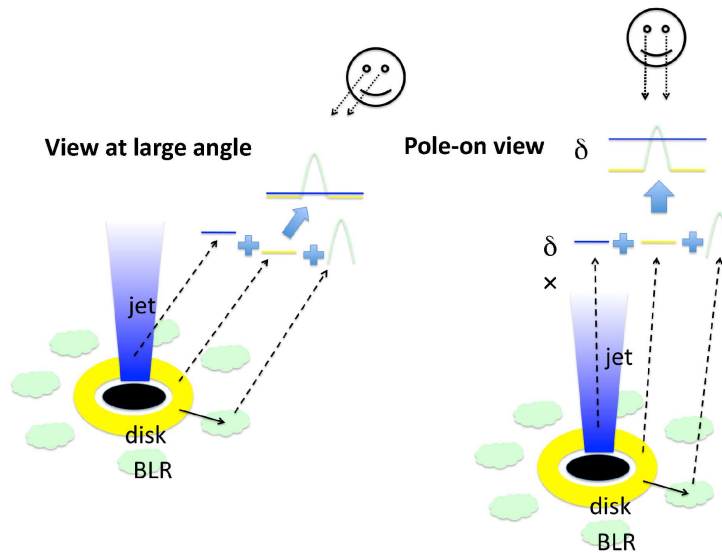 View at large angle
jet
disk
BLR
Pole-on view
δ
δ
×
jet
disk
BLR